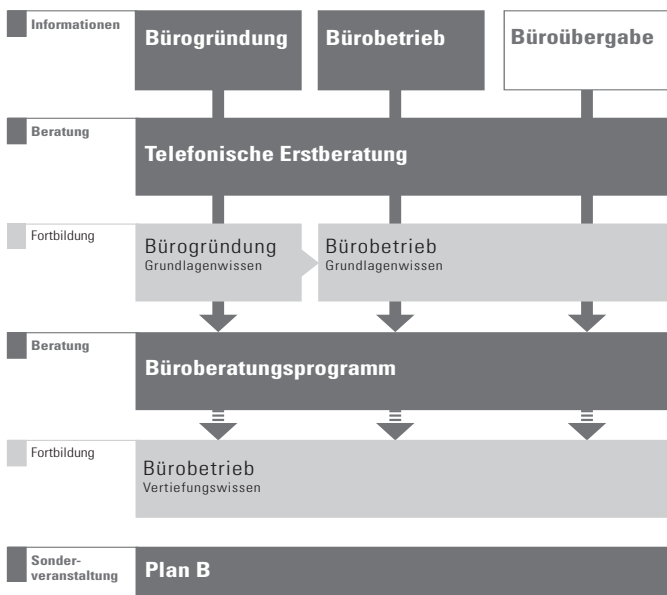 Informationen
Bürogründung
Bürobetrieb
Büroübergabe
Beratung
Telefonische Erstberatung
Fortbildung
Bürogründung
Grundlagenwissen
Bürobetrieb
Grundlagenwissen
Beratung
Büroberatungsprogramm
Fortbildung
Bürobetrieb
Vertiefungswissen
Sonder-
veranstaltung
Plan B